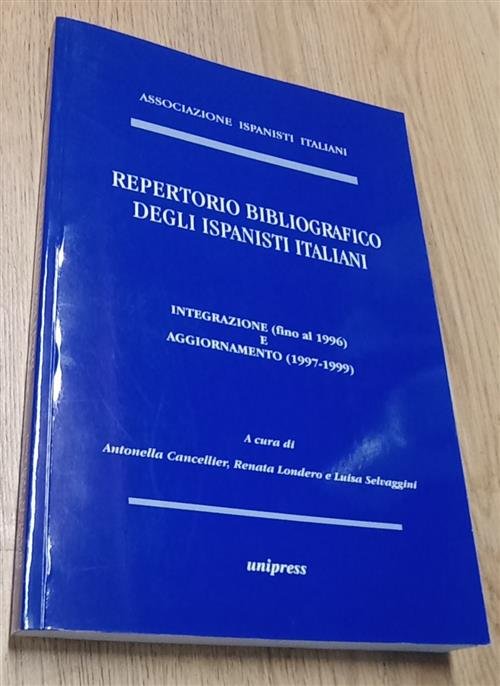 ASSOCIAZIONE ISPANISTI ITALIANI
REPERTORIO BIBLIOGRAFICO
DEGLI ISPANISTI ITALIANI
INTEGRAZIONE (fino al 1996)
E
AGGIORNAMENTO (1997-1999)
A cura di
Antonella Cancellier, Renata Londero e Luisa Selvaggini
unipress